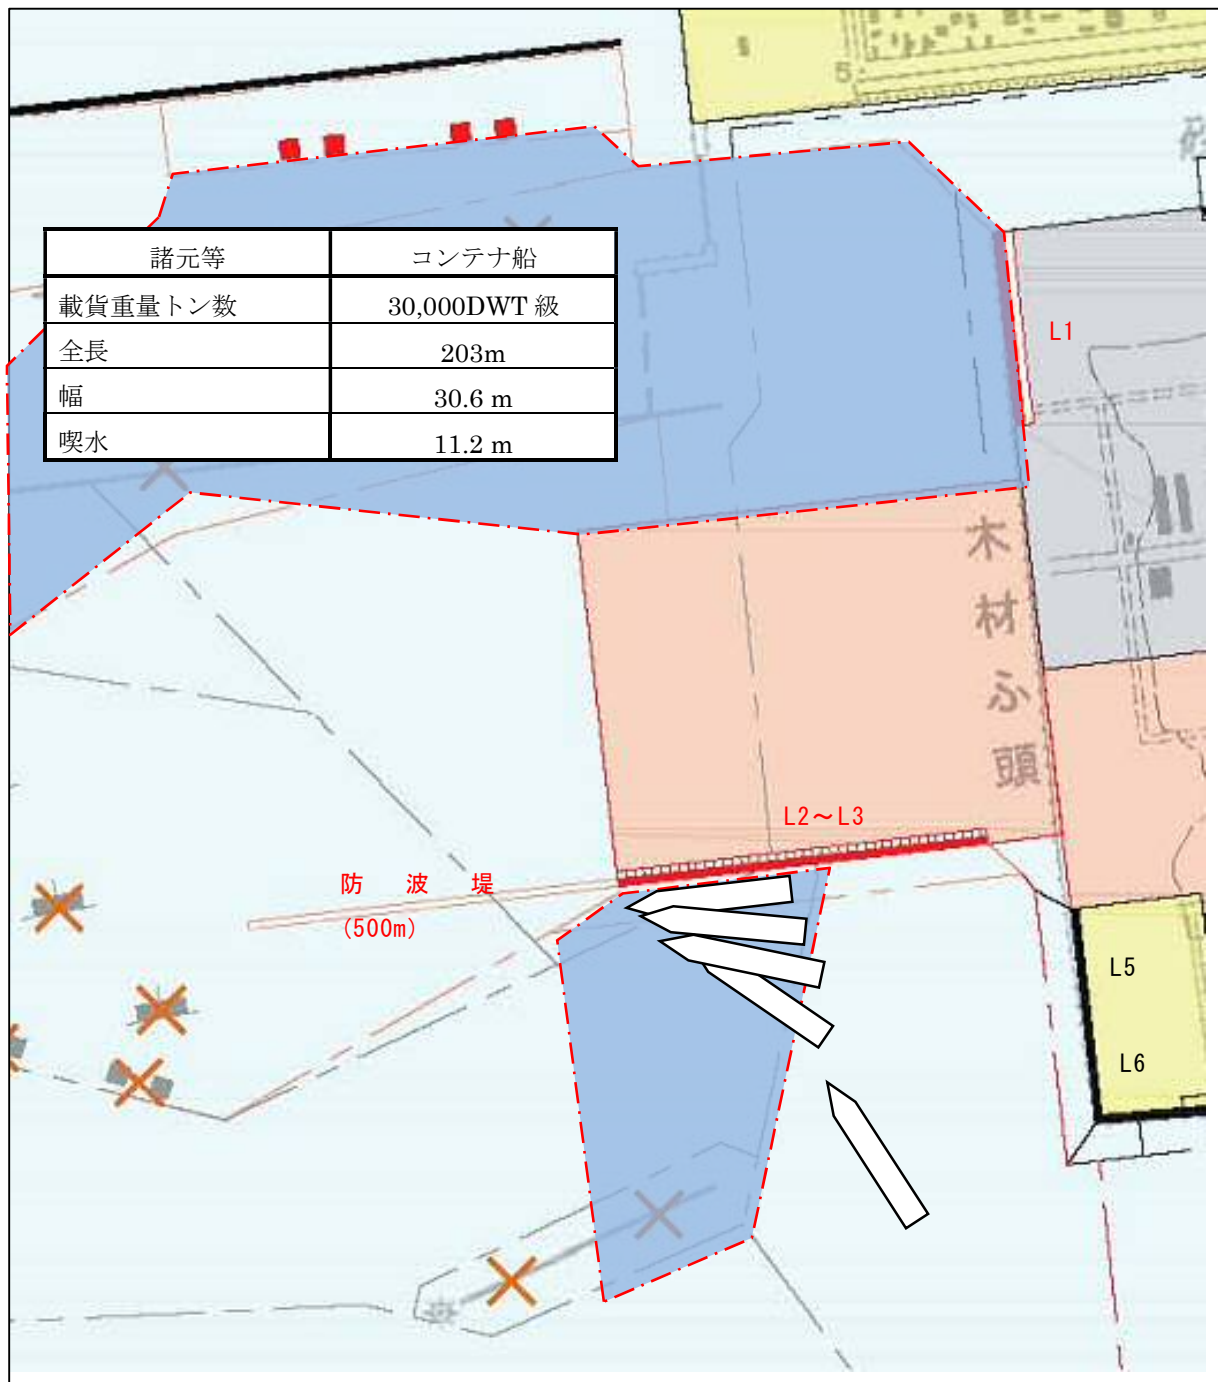 5
諸元等 コンテナ船
載貨重量トン数 30,000DWT 級
全長 203m
幅 30.6 m
喫水 11.2 m
L1
木材ふ頭
L2～L3
防波堤
(500m)
L5
L6